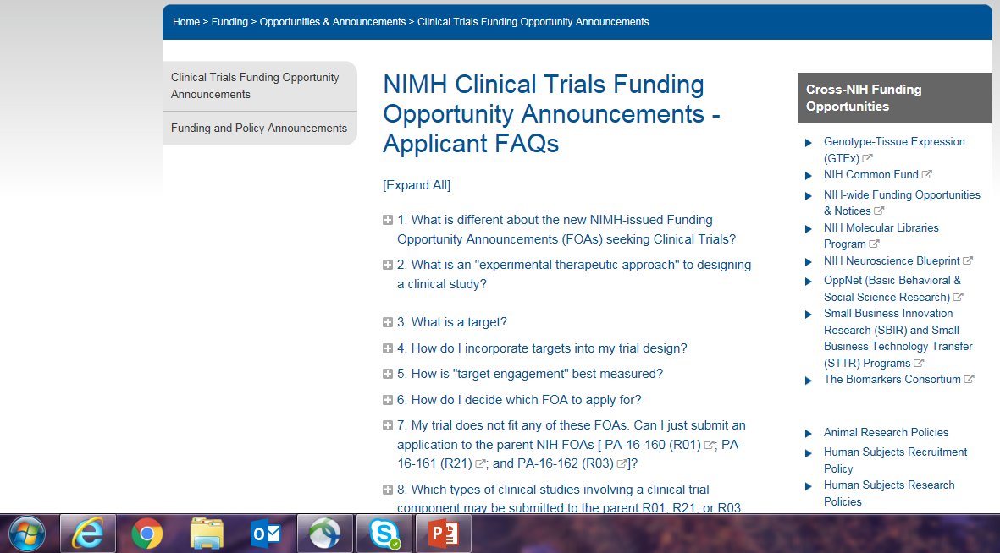 Home > Funding > Opportunities & Announcements > Clinical Trials Funding Opportunity Announcements
Clinical Trials Funding Opportunity
Announcements
Funding and Policy Announcements
NIMH Clinical Trials Funding
Opportunity Announcements -
Applicant FAQs
[Expand All]
1. What is different about the new NIMH-issued Funding
Opportunity Announcements (FOAs) seeking Clinical Trials?
2. What is an "experimental therapeutic approach" to designing
a clinical study?
3. What is a target?
4. How do I incorporate targets into my trial design?
5. How is "target engagement" best measured?
6. How do I decide which FOA to apply for?
7. My trial does not fit any of these FOAs. Can I just submit an
application to the parent NIH FOAs [ PA-16-160 (R01) ; PA-
16-161 (R21) ; and PA-16-162 (R03) ]?
8. Which types of clinical studies involving a clinical trial
component may be submitted to the parent R01, R21, or R03
Cross-NIH Funding
Opportunities
Genotype-Tissue Expression
(GTEx)
NIH Common Fund
NIH-wide Funding Opportunities
& Notices
NIH Molecular Libraries
Program
NIH Neuroscience Blueprint
OppNet (Basic Behavioral &
Social Science Research)
Small Business Innovation
Research (SBIR) and Small
Business Technology Transfer
(STTR) Programs
The Biomarkers Consortium
Animal Research Policies
Human Subjects Recruitment
Policy
Human Subjects Research
Policies